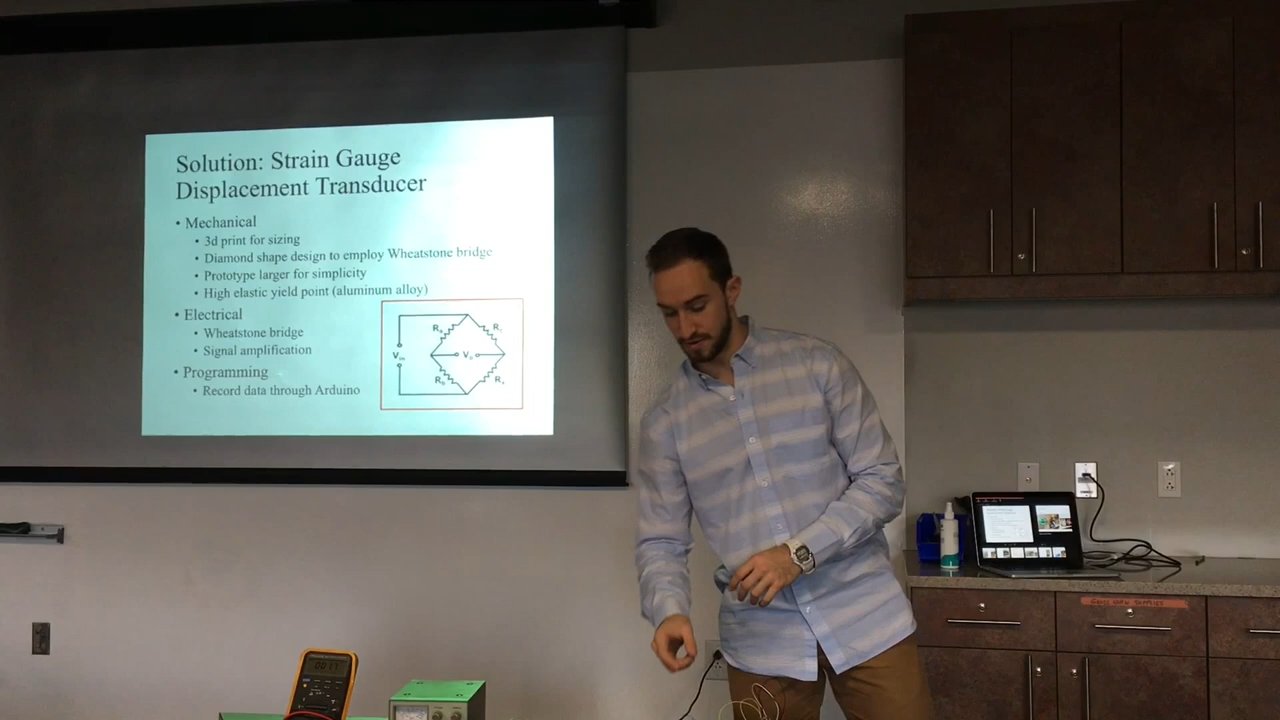 Solution: Strain Gauge
Displacement Transducer
• Mechanical
• 3d print for sizing
• Diamond shape design to employ Wheatstone bridge
• Prototype larger for simplicity
• High elastic yield point (aluminum alloy)
• Electrical
• Wheatstone bridge
• Signal amplification
• Programming
• Record data through Arduino